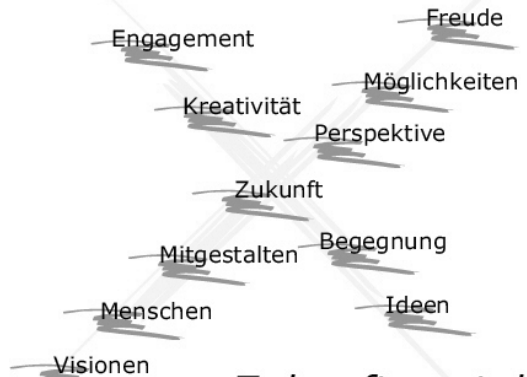 Freude
Engagement
Möglichkeiten
Kreativität
Perspektive
Zukunft
Begegnung
Mitgestalten
Ideen
Menschen
Visionen